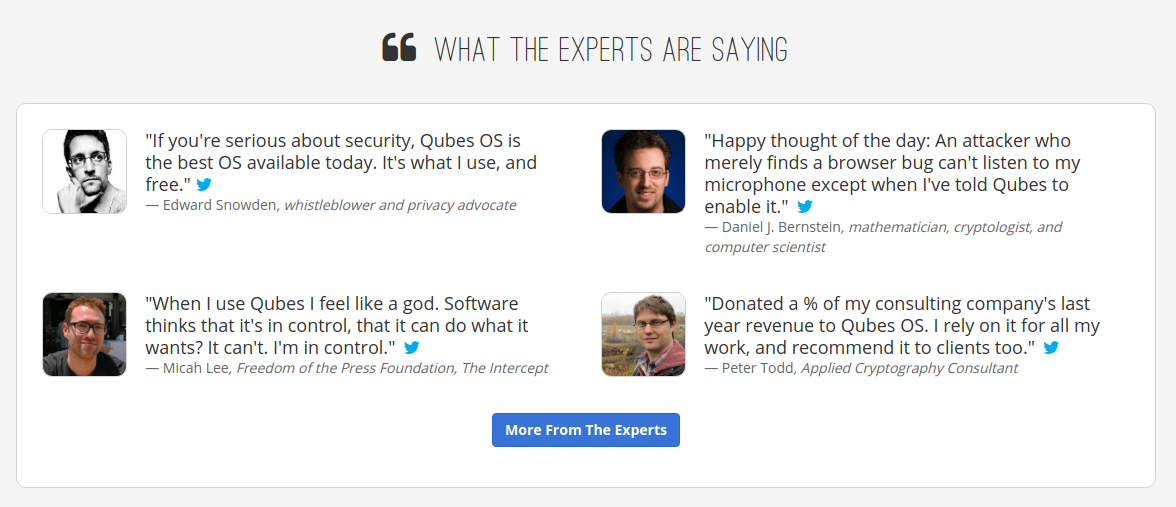 WHAT THE EXPERTS ARE SAYING
"If you're serious about security, Qubes OS is
the best OS available today. It's what I use, and
free."
— Edward Snowden, whistleblower and privacy advocate
"Happy thought of the day: An attacker who
merely finds a browser bug can't listen to my
microphone except when I've told Qubes to
enable it."
— Daniel J. Bernstein, mathematician, cryptologist, and
computer scientist
"When I use Qubes I feel like a god. Software
thinks that it's in control, that it can do what it
wants? It can't. I'm in control."
— Micah Lee, Freedom of the Press Foundation, The Intercept
"Donated a % of my consulting company's last
year revenue to Qubes OS. I rely on it for all my
work, and recommend it to clients too."
— Peter Todd, Applied Cryptography Consultant
More From The Experts